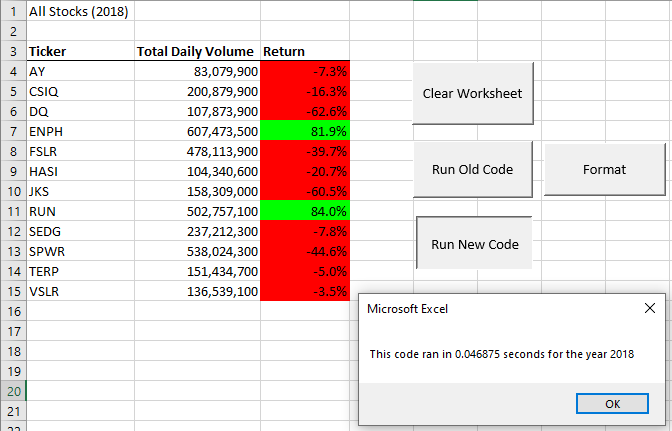 1 All Stocks (2018)
2
3 Ticker Total Daily Volume Return
4 AY 83,079,900 -7.3%
5 CSIQ 200,879,900 -16.3%
6 DQ 107,873,900 -62.6%
7 ENPH 607,473,500 81.9%
8 FSLR 478,113,900 -39.7%
9 HASI 104,340,600 -20.7%
10 JKS 158,309,000 -60.5%
11 RUN 502,757,100 84.0%
12 SEDG 237,212,300 -7.8%
13 SPWR 538,024,300 -44.6%
14 TERP 151,434,700 -5.0%
15 VSLR 136,539,100 -3.5%
16
17
18
19
20
21
22
Clear Worksheet
Run Old Code
Format
Run New Code
Microsoft Excel
This code ran in 0.046875 seconds for the year 2018
OK